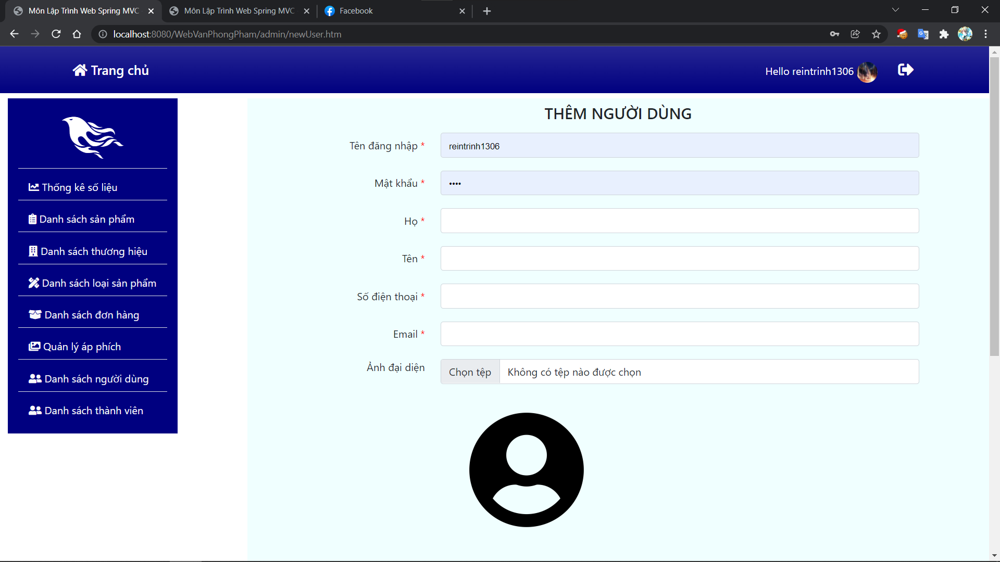 Môn Lập Trình Web Spring MVC
Môn Lập Trình Web Spring MVC
Facebook
localhost:8080/WebVanPhongPham/admin/newUser.htm
Trang chủ
Hello reintrinh1306
THÊM NGƯỜI DÙNG
Tên đăng nhập *
reintrinh1306
Mật khẩu *
••••
Họ *
Tên *
Số điện thoại *
Email *
Ảnh đại diện
Chọn tệp
Không có tệp nào được chọn
Thống kê số liệu
Danh sách sản phẩm
Danh sách thương hiệu
Danh sách loại sản phẩm
Danh sách đơn hàng
Quản lý áp phích
Danh sách người dùng
Danh sách thành viên